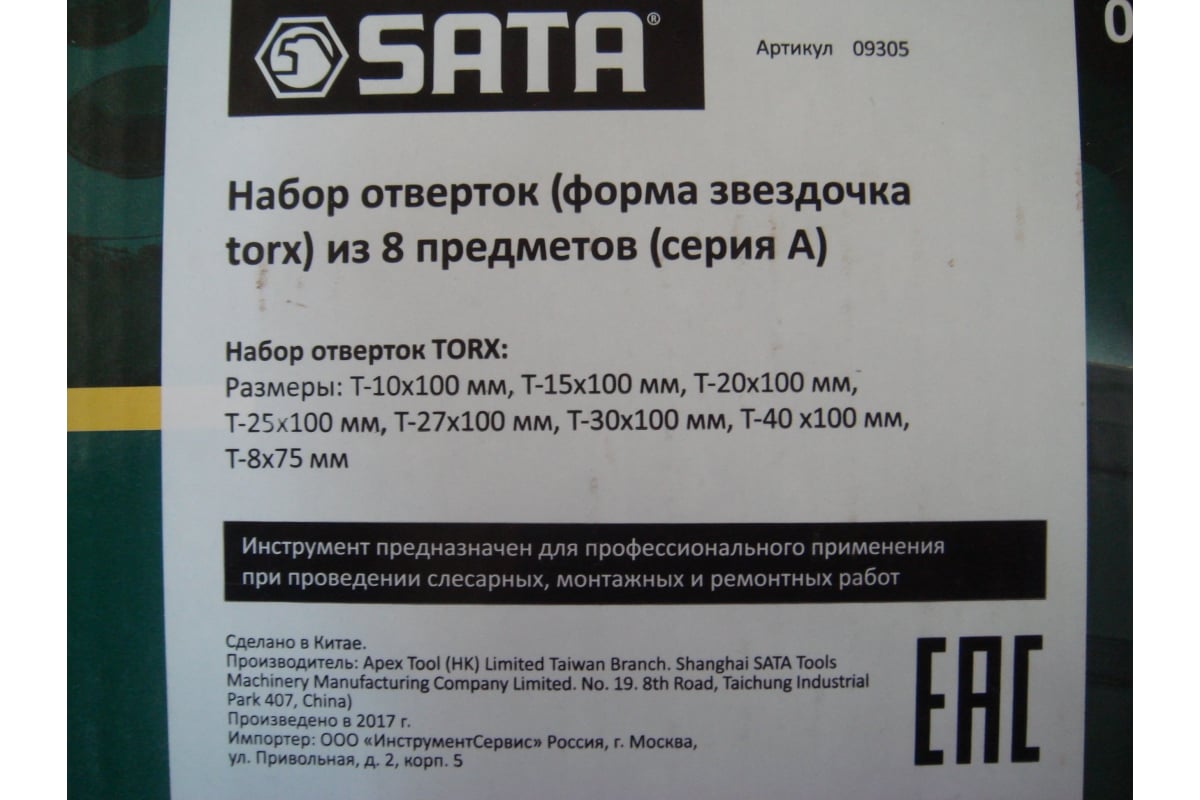 SATA®
Артикул 09305
0
Набор отверток (форма звездочка
torx) из 8 предметов (серия А)
Набор отверток TORX:
Размеры: Т-10х100 мм, Т-15х100 мм, Т-20х100 мм,
Т-25х100 мм, Т-27х100 мм, Т-30х100 мм, Т-40 х100 мм,
Т-8х75 мм
Инструмент предназначен для профессионального применения
при проведении слесарных, монтажных и ремонтных работ
Сделано в Китае.
Производитель: Apex Tool (HK) Limited Taiwan Branch. Shanghai SATA Tools
Machinery Manufacturing Company Limited. No. 19. 8th Road, Taichung Industrial
Park 407, China)
Произведено в 2017 г.
Импортер: ООО «ИнструментСервис» Россия, г. Москва,
ул. Привольная, д. 2, корп. 5
EAC